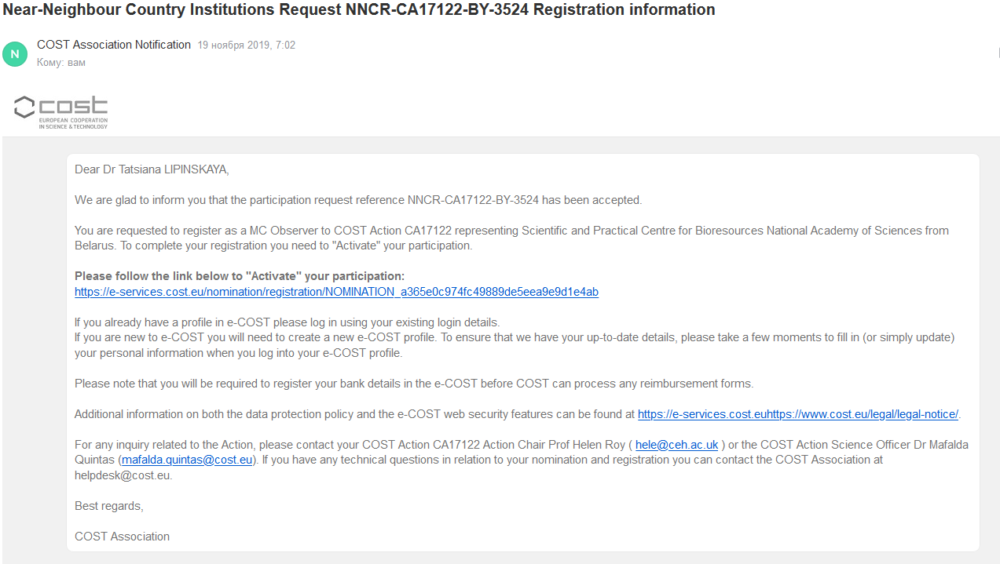 Near-Neighbour Country Institutions Request NNCR-CA17122-BY-3524 Registration information
COST Association Notification 19 ноября 2019, 7:02
N
Кому: вам
cost
EUROPEAN COOPERATION
IN SCIENCE & TECHNOLOGY
Dear Dr Tatsiana LIPINSKAYA,
We are glad to inform you that the participation request reference NNCR-CA17122-BY-3524 has been accepted.
You are requested to register as a MC Observer to COST Action CA17122 representing Scientific and Practical Centre for Bioresources National Academy of Sciences from
Belarus. To complete your registration you need to "Activate" your participation.
Please follow the link below to "Activate" your participation:
https://e-services.cost.eu/nomination/registration/NOMINATION_a365e0c974fc49889de5eea9e9d1e4ab
If you already have a profile in e-COST please log in using your existing login details.
If you are new to e-COST you will need to create a new e-COST profile. To ensure that we have your up-to-date details, please take a few moments to fill in (or simply update)
your personal information when you log into your e-COST profile.
Please note that you will be required to register your bank details in the e-COST before COST can process any reimbursement forms.
Additional information on both the data protection policy and the e-COST web security features can be found at https://e-services.cost.euhttps://www.cost.eu/legal/legal-notice/.
For any inquiry related to the Action, please contact your COST Action CA17122 Action Chair Prof Helen Roy ( hele@ceh.ac.uk ) or the COST Action Science Officer Dr Mafalda
Quintas (mafalda.quintas@cost.eu). If you have any technical questions in relation to your nomination and registration you can contact the COST Association at
helpdesk@cost.eu.
Best regards,
COST Association